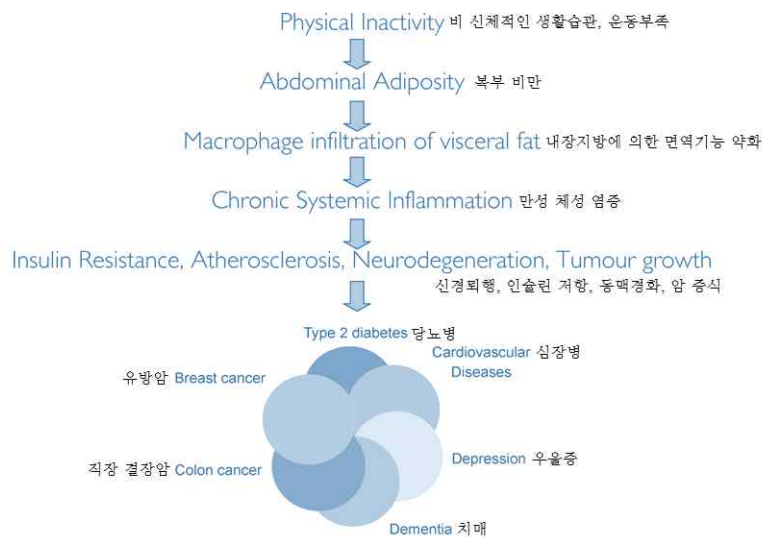 Physical Inactivity 비 신체적인 생활습관, 운동부족
Abdominal Adiposity 복부 비만
Macrophage infiltration of visceral fat 내장지방에 의한 면역기능 약화
Chronic Systemic Inflammation 만성 체성 염증
Insulin Resistance, Atherosclerosis, Neurodegeneration, Tumour growth
신경퇴행, 인슐린 저항, 동맥경화, 암 증식
Type 2 diabetes 당뇨병
Cardiovascular 심장병
Diseases
유방암 Breast cancer
직장 결장암 Colon cancer
Depression 우울증
Dementia 치매